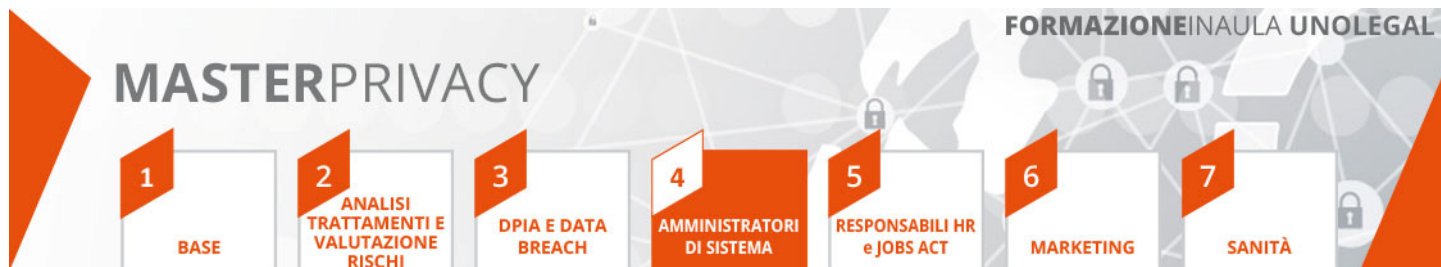 FORMAZIONEINAULA UNOLEGAL
MASTERPRIVACY
1
BASE
2
ANALISI
TRATTAMENTI E
VALUTAZIONE
RISCHI
3
DPIA E DATA
BREACH
4
AMMINISTRATORI
DI SISTEMA
5
RESPONSABILI HR
e JOBS ACT
6
MARKETING
7
SANITÀ